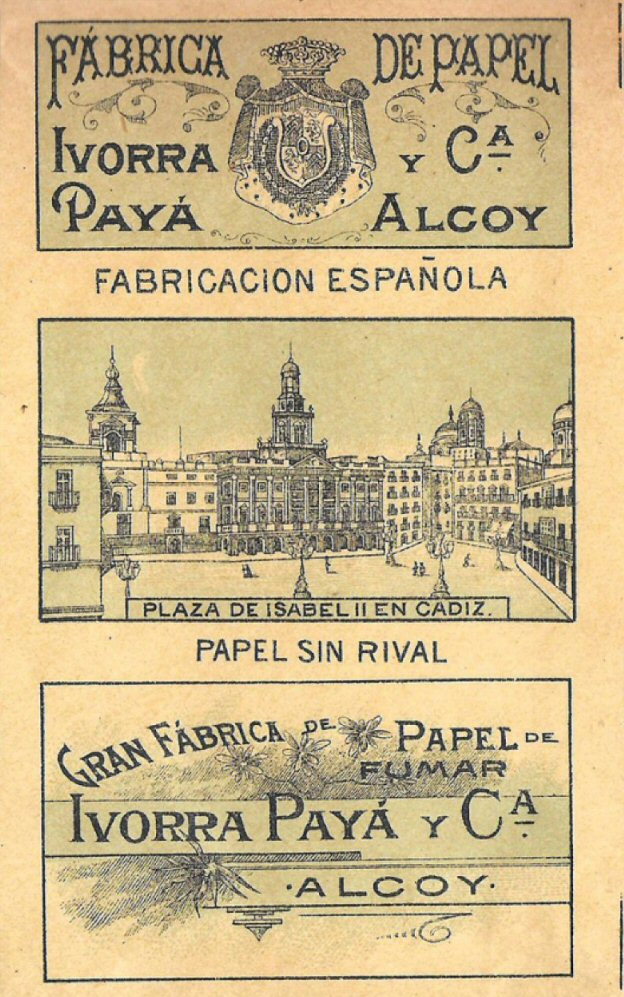 FÁBRICA DE PAPEL
IVORRA Y Cª
PAYÁ ALCOY
FABRICACION ESPAÑOLA
PLAZA DE ISABEL II EN CADIZ.
PAPEL SIN RIVAL
GRAN FÁBRICA DE PAPEL DE
FUMAR
IVORRA PAYÁ Y Cª
·ALCOY·